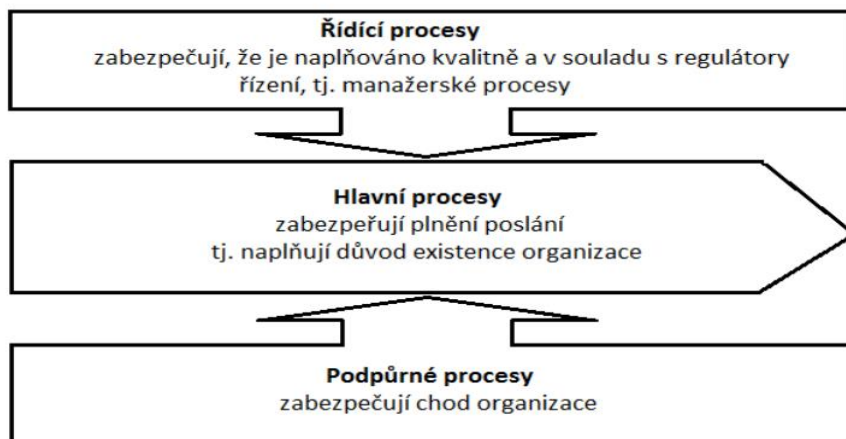 Řídící procesy
zabezpečují, že je naplňováno kvalitně a v souladu s regulátory
řízení, tj. manažerské procesy
Hlavní procesy
zabezpeřují plnění poslání
tj. naplňují důvod existence organizace
Podpůrné procesy
zabezpečují chod organizace